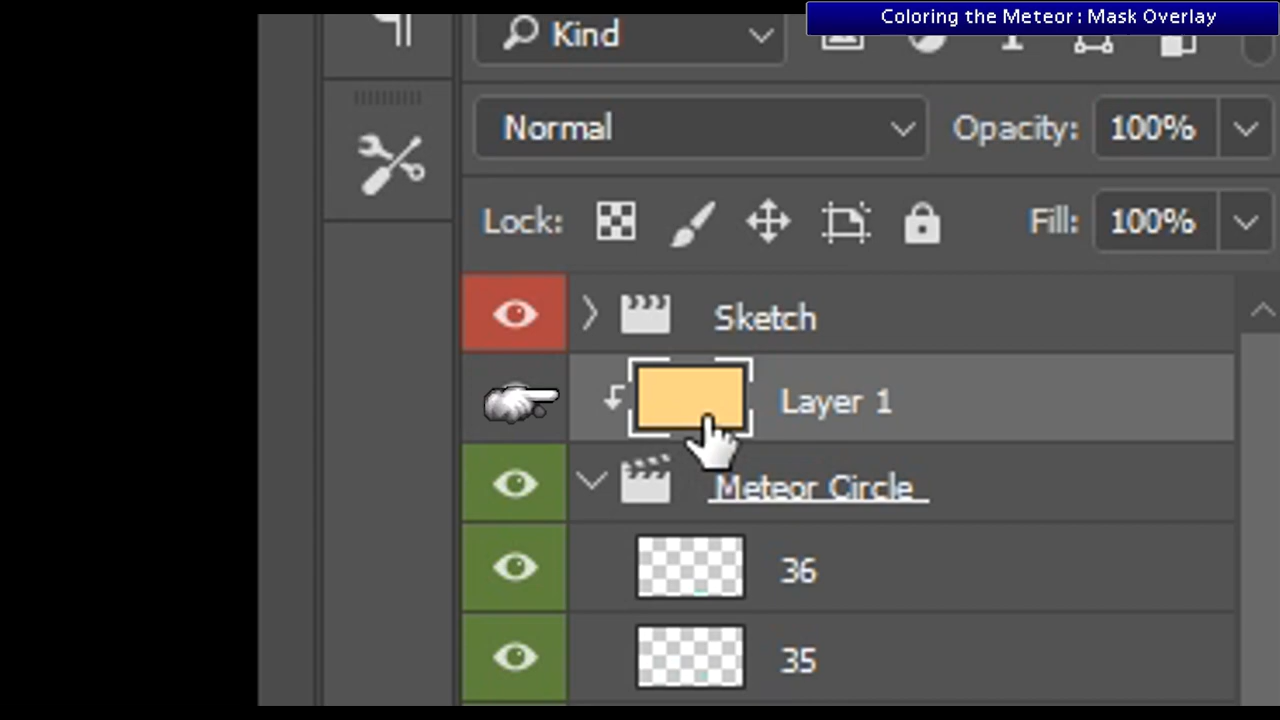 Coloring the Meteor : Mask Overlay
Kind
Normal
Opacity: 100%
Lock:
Fill: 100%
Sketch
Layer 1
Meteor Circle
36
35